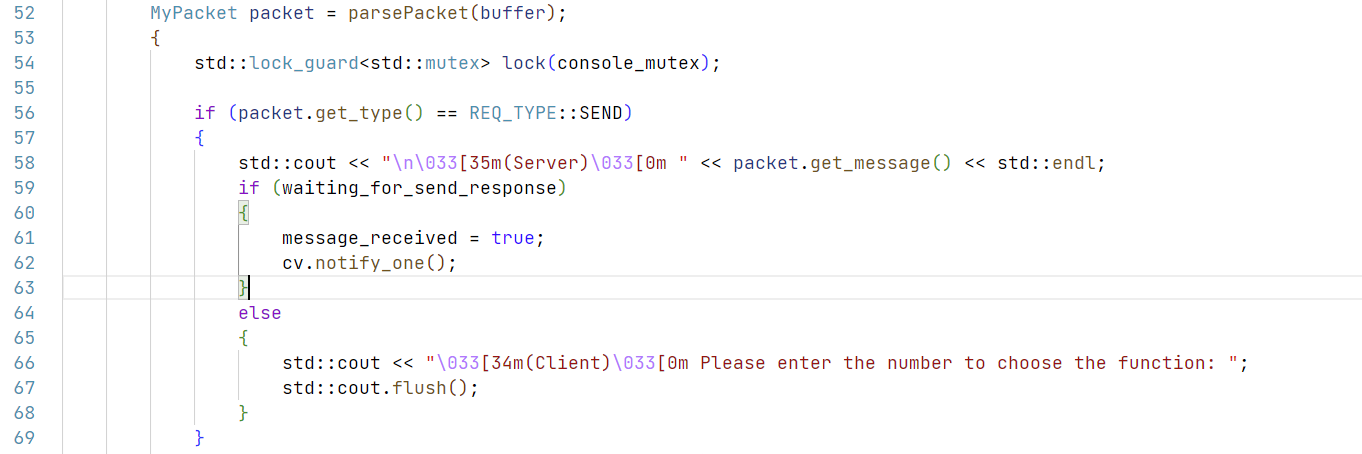 52 MyPacket packet = parsePacket(buffer);
53 {
54 std::lock_guard<std::mutex> lock(console_mutex);
55
56 if (packet.get_type() == REQ_TYPE::SEND)
57 {
58 std::cout << "\n\033[35m(Server)\033[0m " << packet.get_message() << std::endl;
59 if (waiting_for_send_response)
60 {
61 message_received = true;
62 cv.notify_one();
63 }
64 else
65 {
66 std::cout << "\033[34m(Client)\033[0m Please enter the number to choose the function: ";
67 std::cout.flush();
68 }
69 }